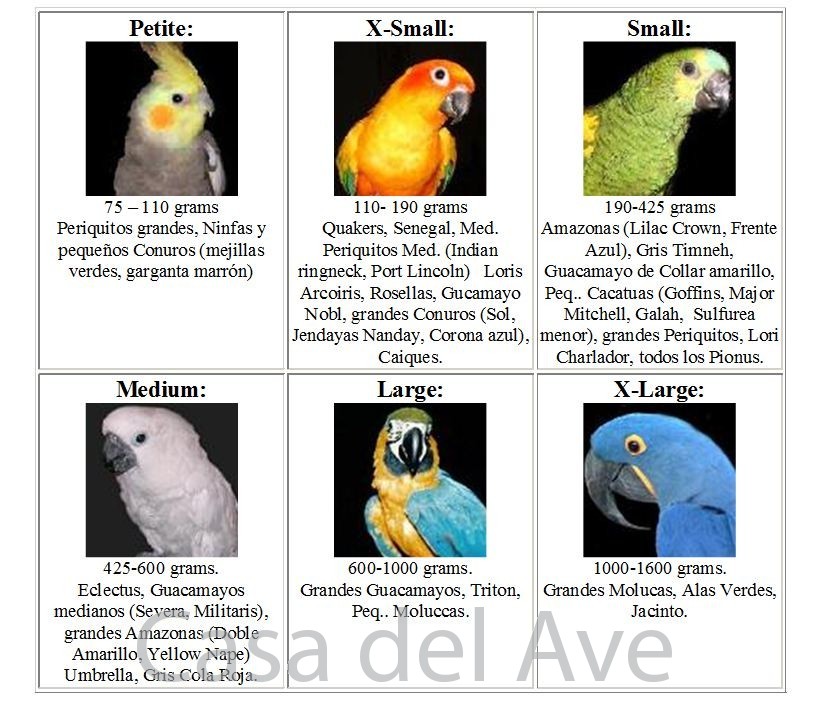 Petite:
75 – 110 grams
Periquitos grandes, Ninfas y
pequeños Conuros (mejillas
verdes, garganta marrón)
X-Small:
110- 190 grams
Quakers, Senegal, Med.
Periquitos Med. (Indian
ringneck, Port Lincoln) Loris
Arcoiris, Rosellas, Gucamayo
Nobl, grandes Conuros (Sol,
Jendayas Nanday, Corona azul),
Caiques.
Small:
190-425 grams
Amazonas (Lilac Crown, Frente
Azul), Gris Timneh,
Guacamayo de Collar amarillo,
Peq.. Cacatuas (Goffins, Major
Mitchell, Galah, Sulfurea
menor), grandes Periquitos, Lori
Charlador, todos los Pionus.
Medium:
425-600 grams.
Eclectus, Guacamayos
medianos (Severa, Militaris),
grandes Amazonas (Doble
Amarillo, Yellow Nape)
Umbrella, Gris Cola Roja.
Large:
600-1000 grams.
Grandes Guacamayos, Triton,
Peq.. Moluccas.
X-Large:
1000-1600 grams.
Grandes Molucas, Alas Verdes,
Jacinto.
Casa del Ave